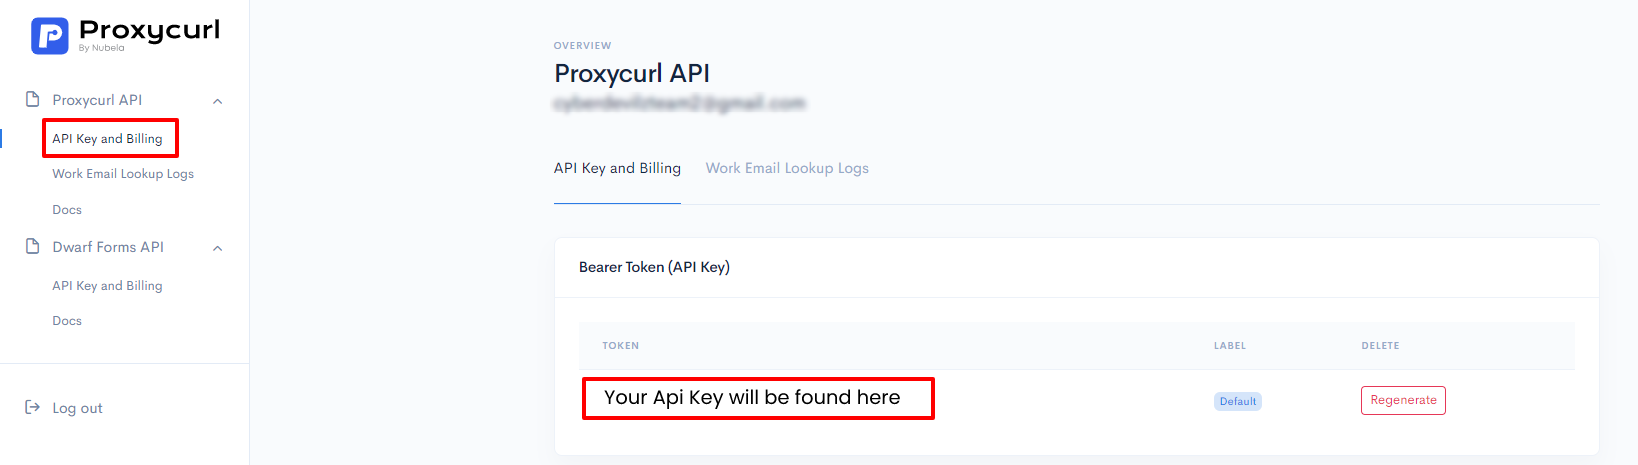 Proxycurl
By Nubela
Proxycurl API
API Key and Billing
Work Email Lookup Logs
Docs
Dwarf Forms API
API Key and Billing
Docs
Log out
OVERVIEW
Proxycurl API
API Key and Billing Work Email Lookup Logs
Bearer Token (API Key)
TOKEN LABEL DELETE
Your Api Key will be found here Default Regenerate